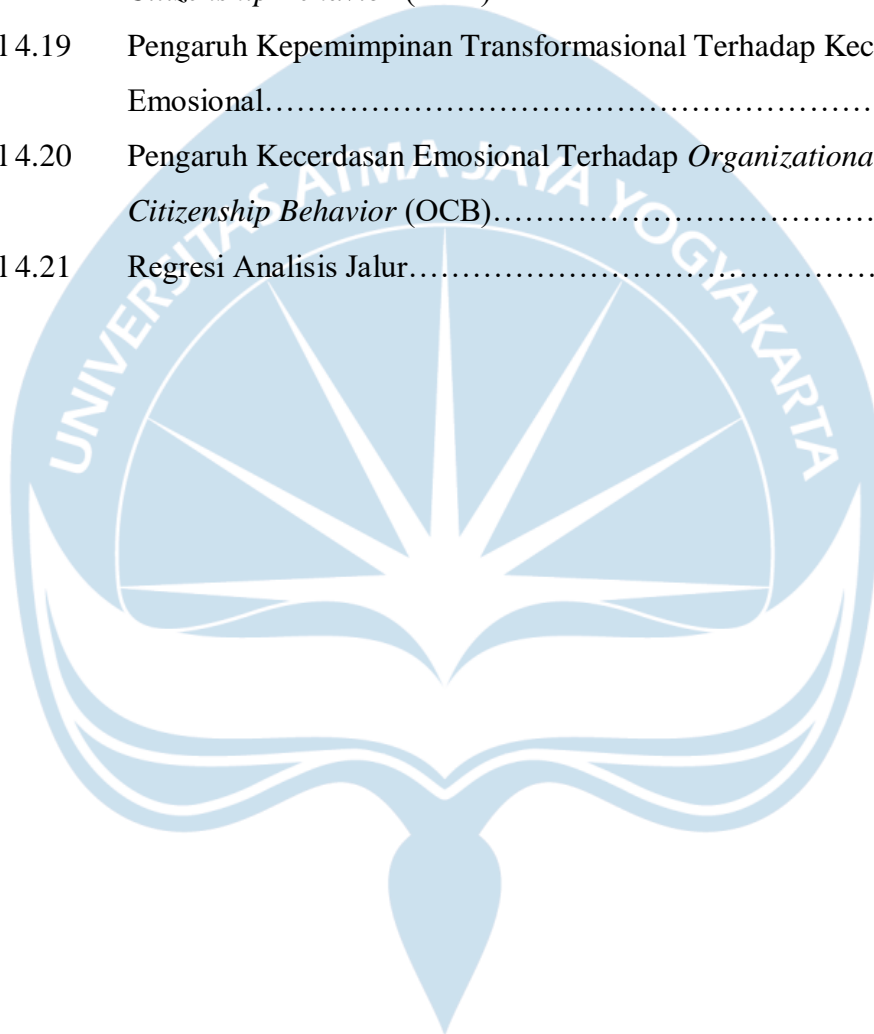 l 4.19 Pengaruh Kepemimpinan Transformasional Terhadap Kec
Emosional……………………………………………………
l 4.20 Pengaruh Kecerdasan Emosional Terhadap Organizationa
Citizenship Behavior (OCB)………………………………
l 4.21 Regresi Analisis Jalur…………………………………………
UNIVERSITAS ATMA JAYA YOGYAKARTA